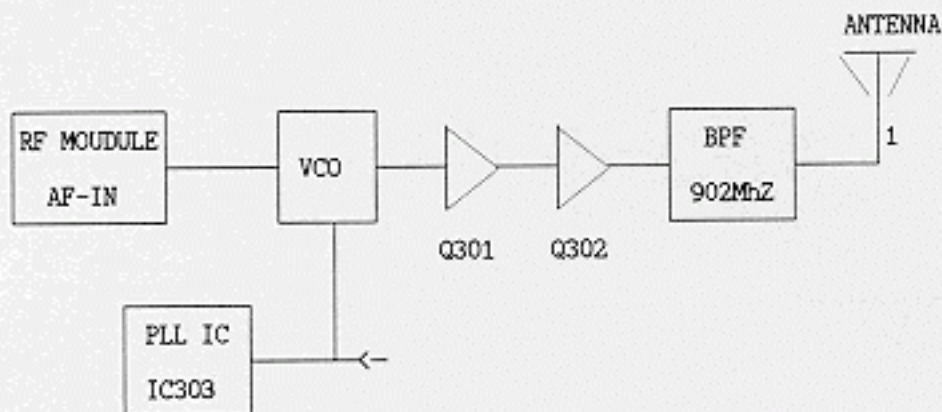 ANTENNA
1
RF MOUDULE
AF-IN
VCO
BPF
902MhZ
Q301
Q302
PLL IC
IC303